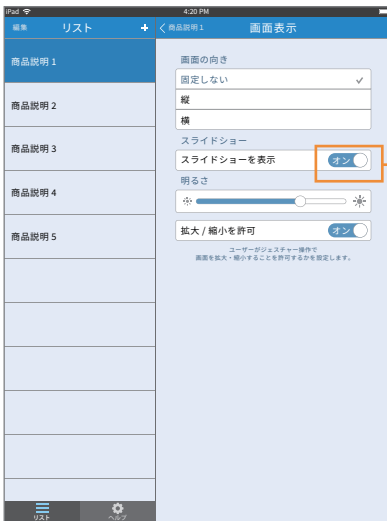 iPad 4:20 PM
編集 リスト + 商品説明 1 画面表示
商品説明 1
商品説明 2
商品説明 3
商品説明 4
商品説明 5
画面の向き
固定しない
縦
横
スライドショー
スライドショーを表示 オン
明るさ
拡大 / 縮小を許可 オン
ユーザーがジェスチャー操作で
画面を拡大・縮小することを許可するかを設定します。
リスト ヘルプ